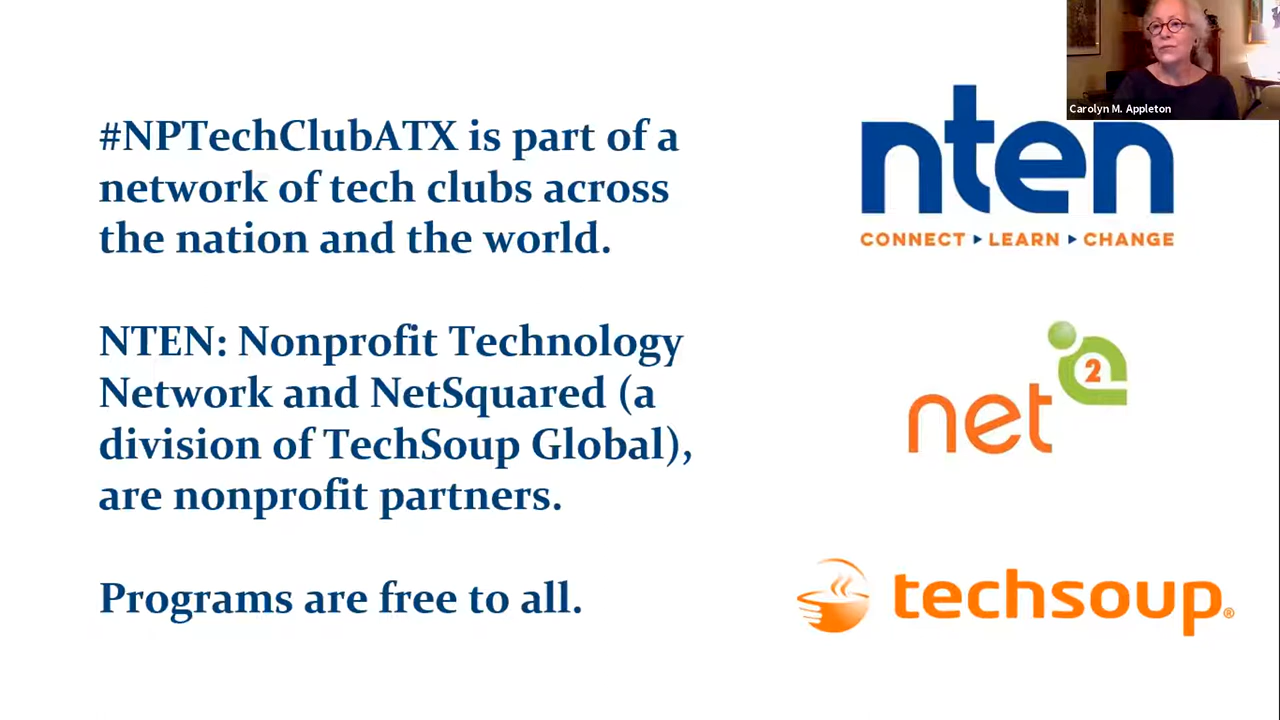 #NPTechClubATX is part of a
network of tech clubs across
the nation and the world.
NTEN: Nonprofit Technology
Network and NetSquared (a
division of TechSoup Global),
are nonprofit partners.
Programs are free to all.
Carolyn M. Appleton
nten
CONNECT ▸ LEARN ▸ CHANGE
net 2
techsoup®